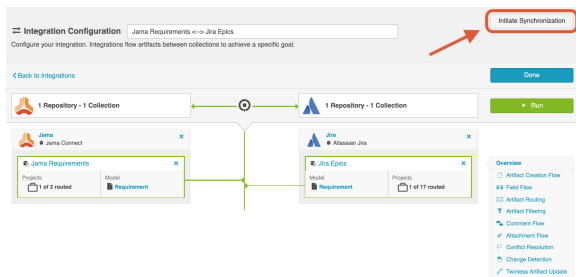 Integration Configuration
Jama Requirements <-> Jira Epics
Initiate Synchronization
Configure your integration. Integrations flow artifacts between collections to achieve a specific goal.
Back to Integrations
Done
1 Repository - 1 Collection
1 Repository - 1 Collection
Run
Jama
Jama Connect
Jira
Atlassian Jira
Jama Requirements
Projects
1 of 2 routed
Model
Requirement
Jira Epics
Model
Requirement
Projects
1 of 17 routed
Overview
Artifact Creation Flow
Field Flow
Artifact Routing
Artifact Filtering
Comment Flow
Attachment Flow
Conflict Resolution
Change Detection
Twinless Artifact Update